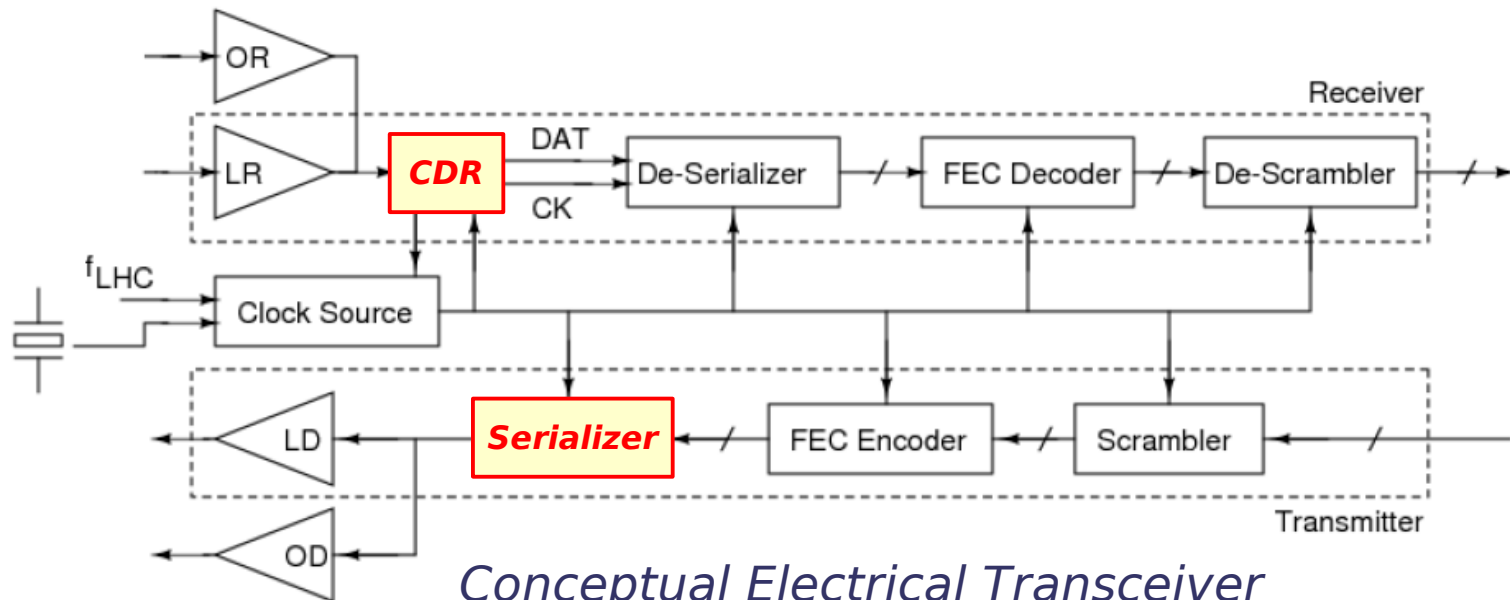 OR
Receiver
LR
CDR
DAT
CK
De-Serializer
FEC Decoder
De-Scrambler
fLHC
Clock Source
LD
Serializer
FEC Encoder
Scrambler
Transmitter
OD
Conceptual Electrical Transceiver